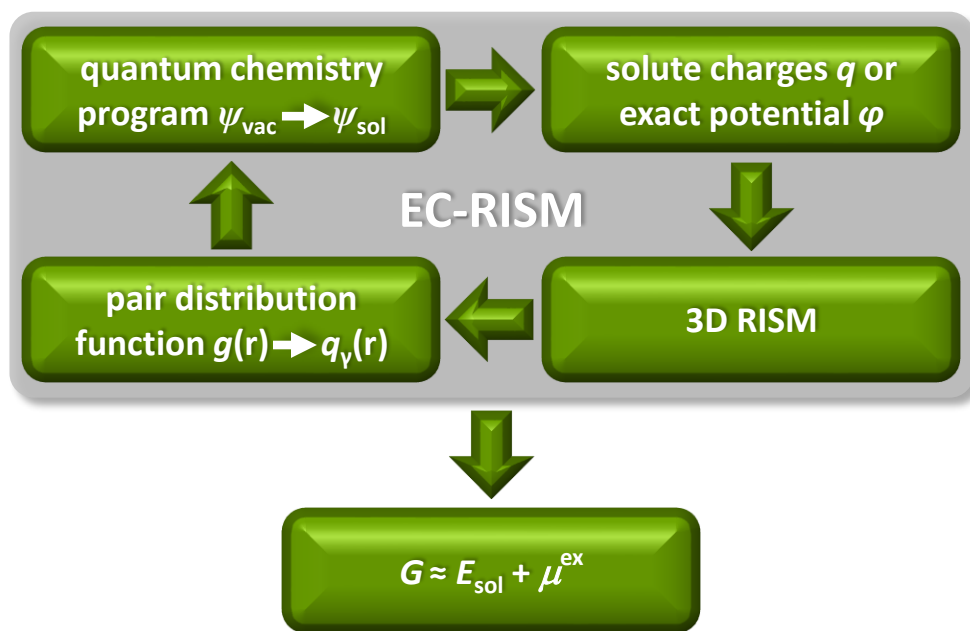 quantum chemistry
program ψvac → ψsol
solute charges q or
exact potential φ
EC-RISM
pair distribution
function g(r) → qγ(r)
3D RISM
G ≈ Esol + μex